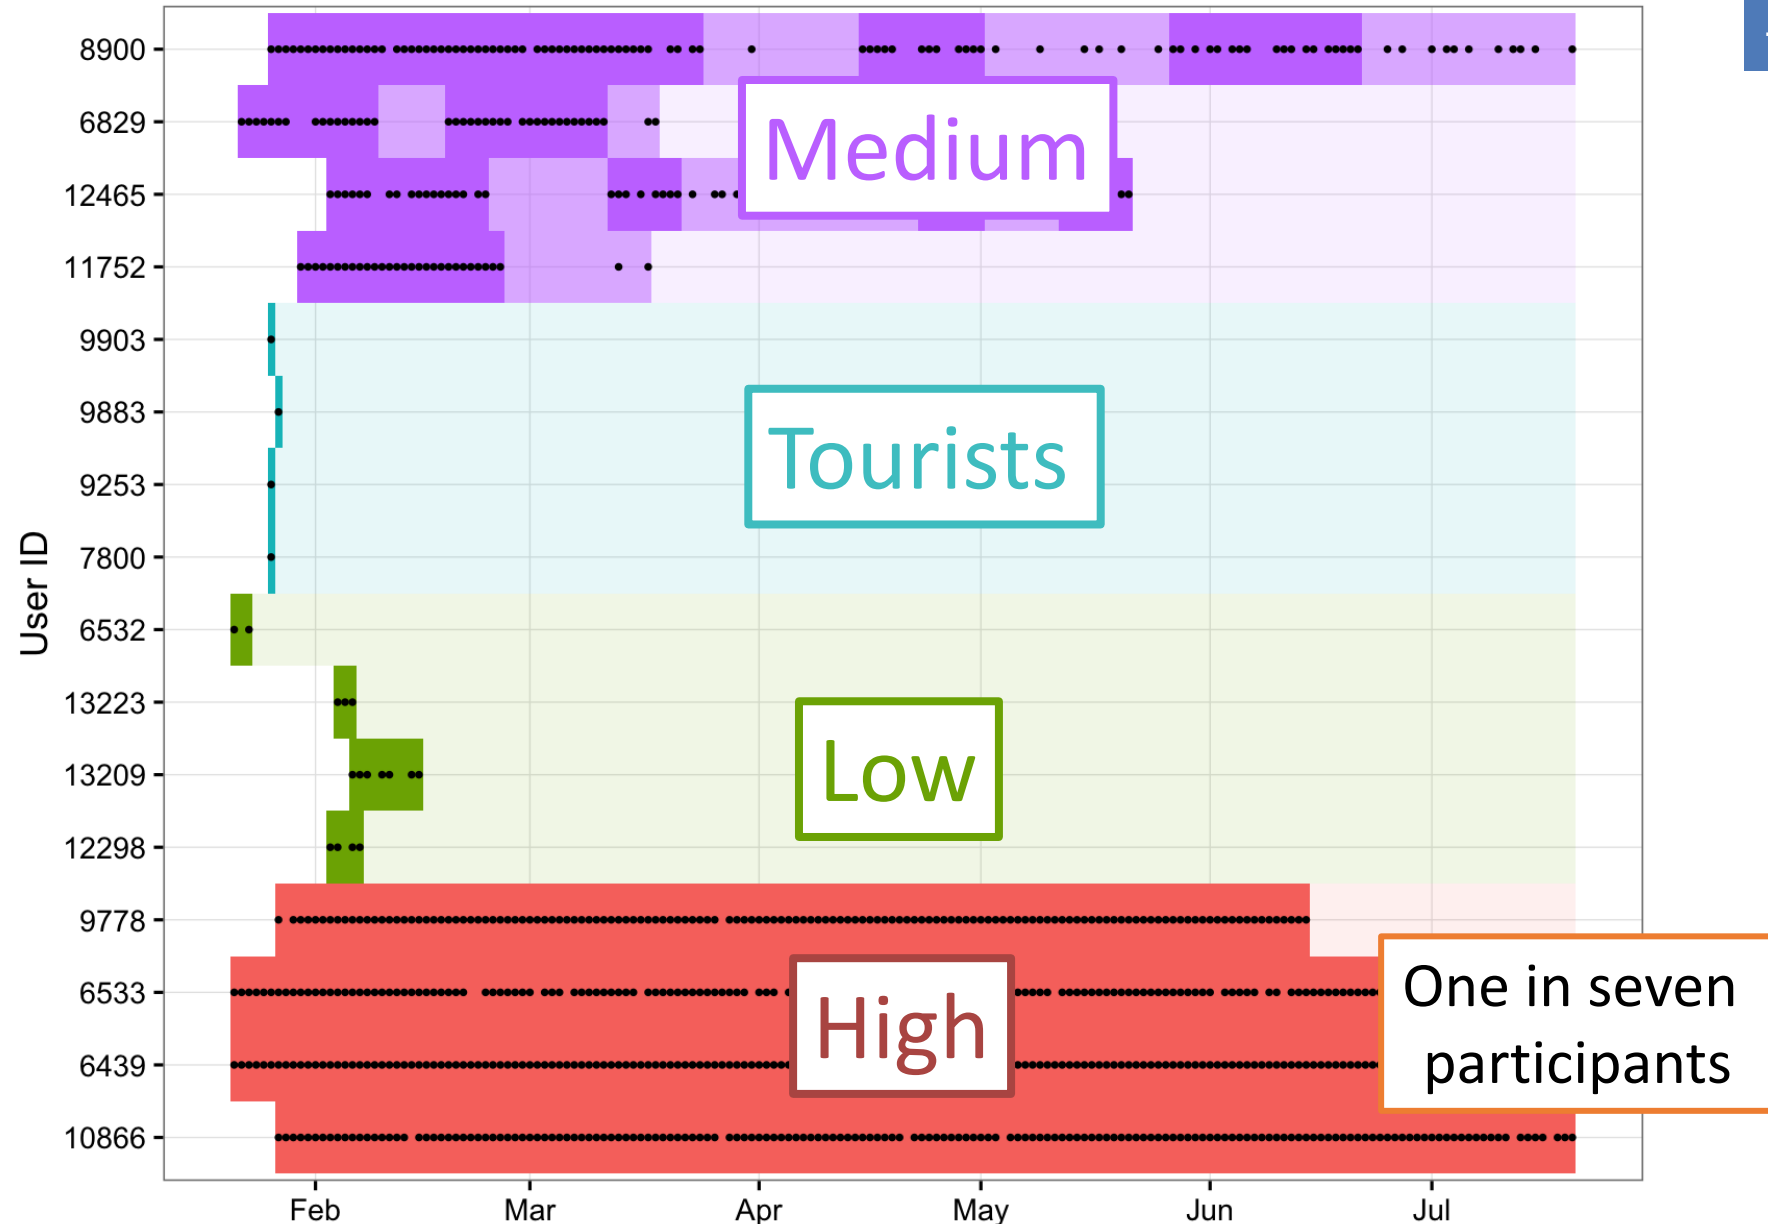 8900
6829
Medium
12465
11752
9903
9883
Tourists
9253
7800
User ID
6532
13223
13209
Low
12298
9778
6533
High
One in seven
participants
6439
10866
Feb Mar Apr May Jun Jul